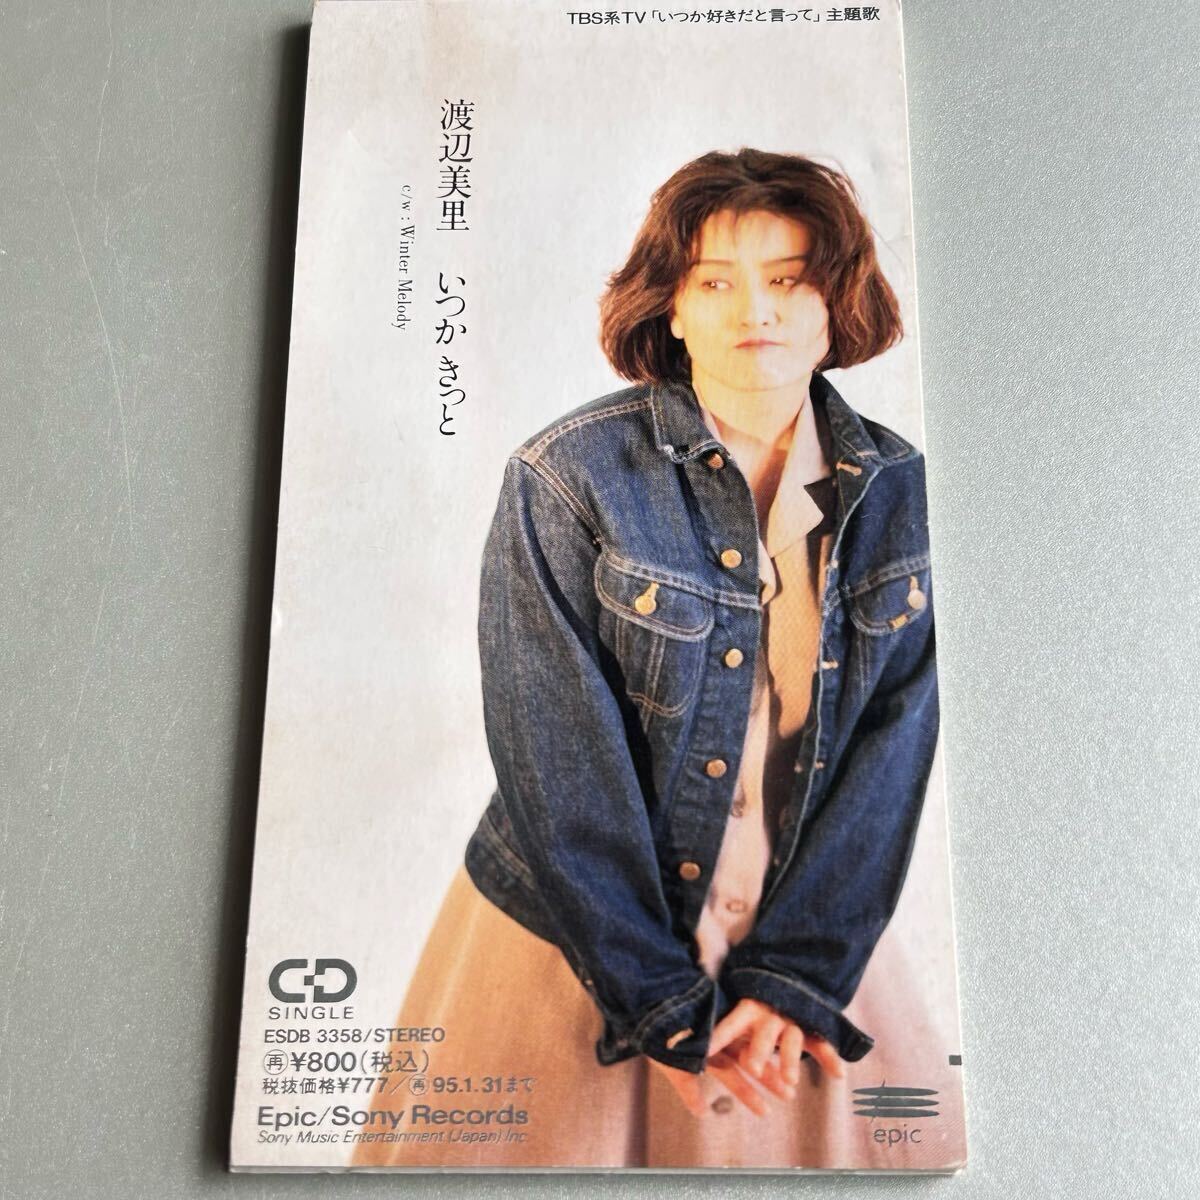 TBS系TV「いつか好きだと言って」主題歌
渡辺美里 いつか きっと
c/w : Winter Melody
CD
SINGLE
ESDB 3358/STEREO
再¥800(税込)
税抜価格¥777/再95.1.31まで
Epic/Sony Records
Sony Music Entertainment (Japan) Inc.
epic